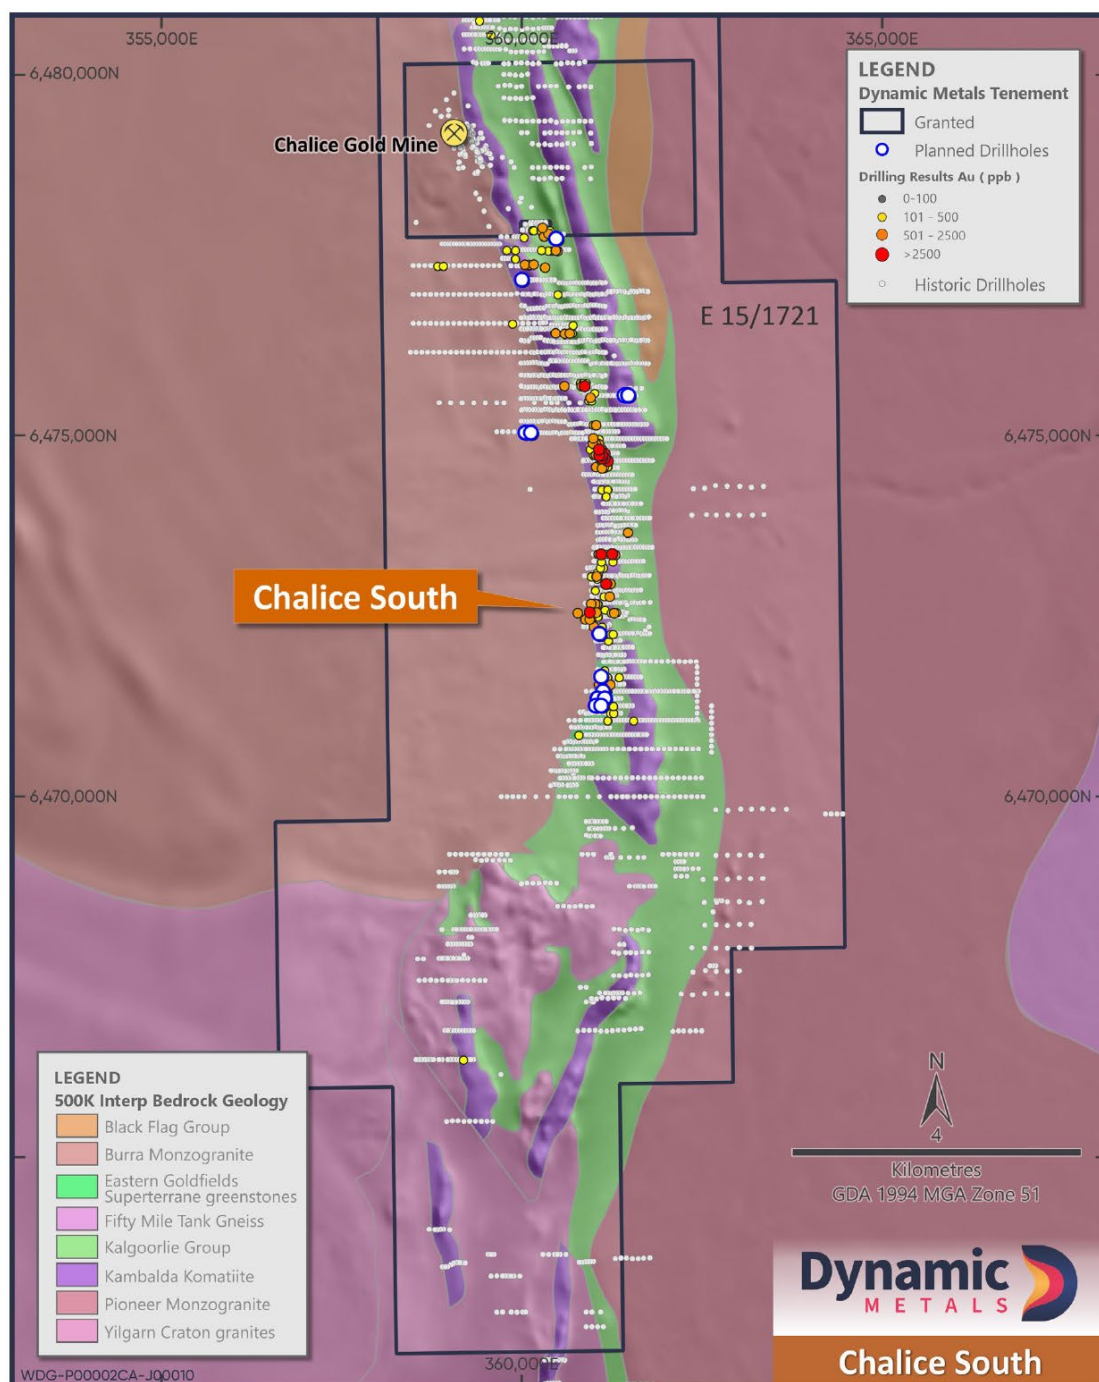 355,000E
360,000E
365,000E
6,480,000N
LEGEND
Dynamic Metals Tenement
Granted
Planned Drillholes
Drilling Results Au ( ppb )
0-100
101 - 500
501 - 2500
>2500
Historic Drillholes
Chalice Gold Mine
E 15/1721
6,475,000N
6,475,000N
Chalice South
6,470,000N
6,470,000N
LEGEND
500K Interp Bedrock Geology
Black Flag Group
Burra Monzogranite
Eastern Goldfields
Superterrane greenstones
Fifty Mile Tank Gneiss
Kalgoorlie Group
Kambalda Komatiite
Pioneer Monzogranite
Yilgarn Craton granites
N
4
Kilometres
GDA 1994 MGA Zone 51
Dynamic
METALS
360,000E
Chalice South
WDG-P00002CA-J00010